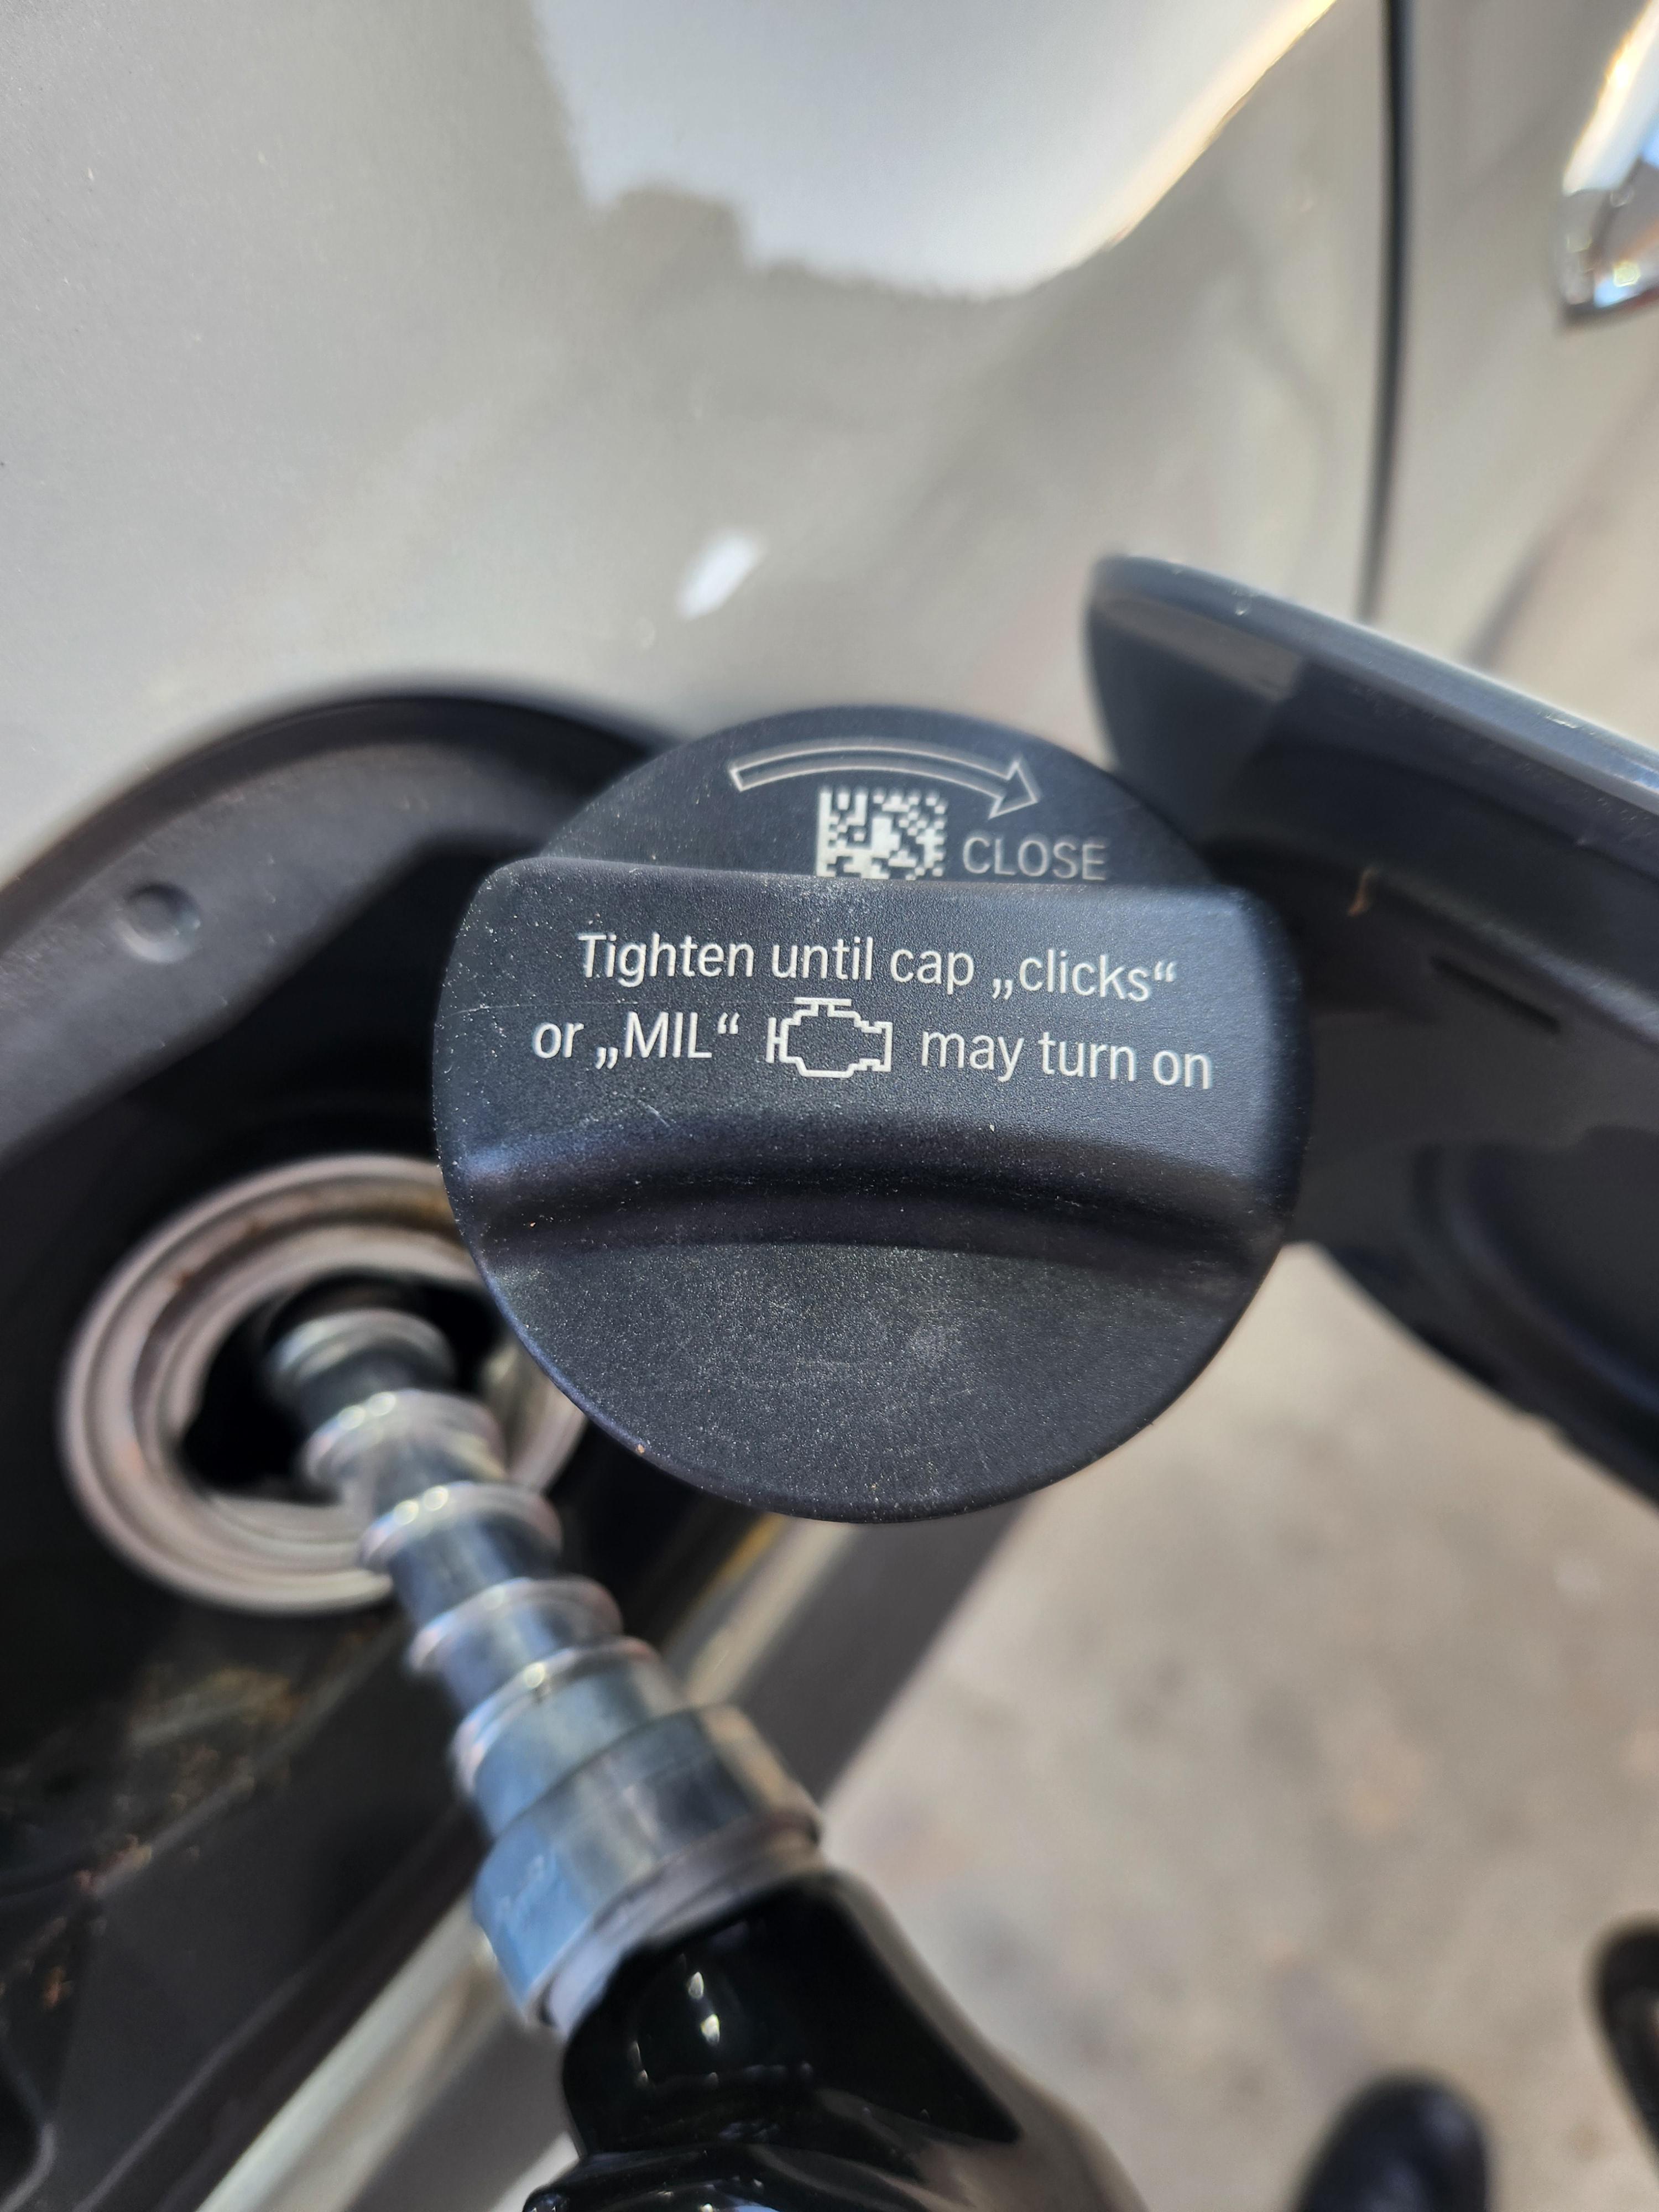 CLOSE
Tighten until cap „clicks“
or „MIL“ may turn on